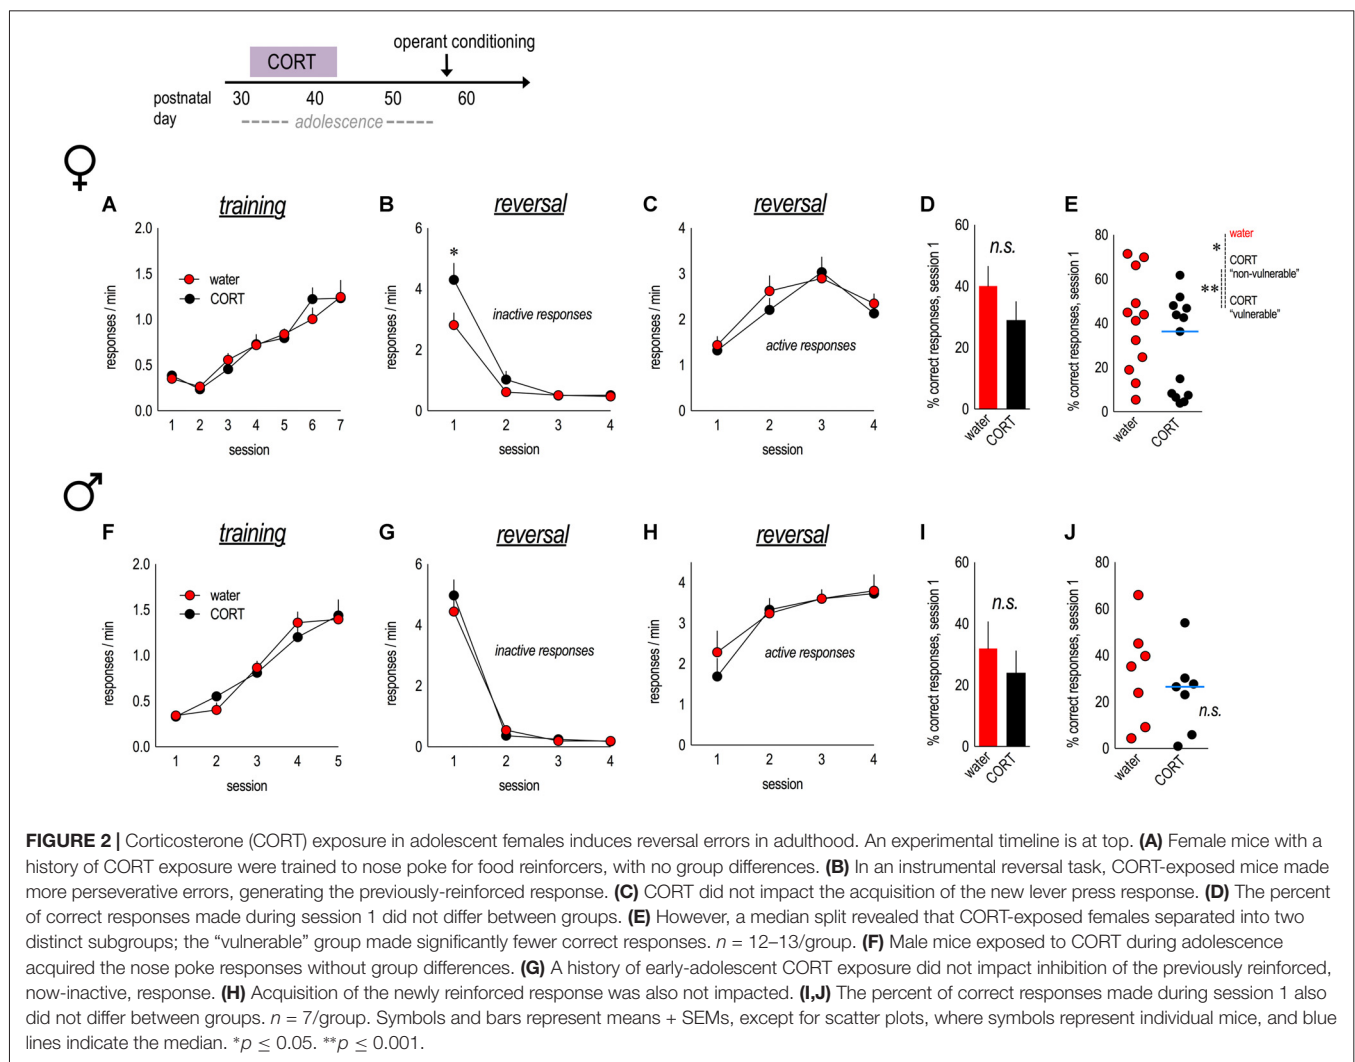 operant conditioning
CORT
postnatal day
30 40 50 60
adolescence
♀
A
training
responses / min
2.0
1.5
1.0
0.5
0.0
water
CORT
1 2 3 4 5 6 7
session
B
reversal
responses / min
6
4
2
0
*
inactive responses
1 2 3 4
session
C
reversal
responses / min
4
3
2
1
0
active responses
1 2 3 4
session
D
% correct responses, session 1
60
40
20
0
n.s.
water
CORT
E
% correct responses, session 1
80
60
40
20
0
water
CORT
*
**
water
CORT
"non-vulnerable"
CORT
"vulnerable"
♂
F
training
responses / min
2.0
1.5
1.0
0.5
0.0
water
CORT
1 2 3 4 5
session
G
reversal
responses / min
6
4
2
0
inactive responses
1 2 3 4
session
H
reversal
responses / min
4
3
2
1
0
active responses
1 2 3 4
session
I
% correct responses, session 1
60
40
20
0
n.s.
water
CORT
J
% correct responses, session 1
80
60
40
20
0
n.s.
water
CORT
FIGURE 2 | Corticosterone (CORT) exposure in adolescent females induces reversal errors in adulthood. An experimental timeline is at top. (A) Female mice with a
history of CORT exposure were trained to nose poke for food reinforcers, with no group differences. (B) In an instrumental reversal task, CORT-exposed mice made
more perseverative errors, generating the previously-reinforced response. (C) CORT did not impact the acquisition of the new lever press response. (D) The percent
of correct responses made during session 1 did not differ between groups. (E) However, a median split revealed that CORT-exposed females separated into two
distinct subgroups; the “vulnerable” group made significantly fewer correct responses. n = 12–13/group. (F) Male mice exposed to CORT during adolescence
acquired the nose poke responses without group differences. (G) A history of early-adolescent CORT exposure did not impact inhibition of the previously reinforced,
now-inactive, response. (H) Acquisition of the newly reinforced response was also not impacted. (I,J) The percent of correct responses made during session 1 also
did not differ between groups. n = 7/group. Symbols and bars represent means + SEMs, except for scatter plots, where symbols represent individual mice, and blue
lines indicate the median. *p ≤ 0.05. **p ≤ 0.001.